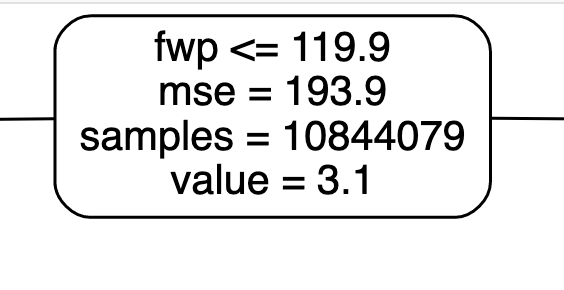 fwp <= 119.9
mse = 193.9
samples = 10844079
value = 3.1